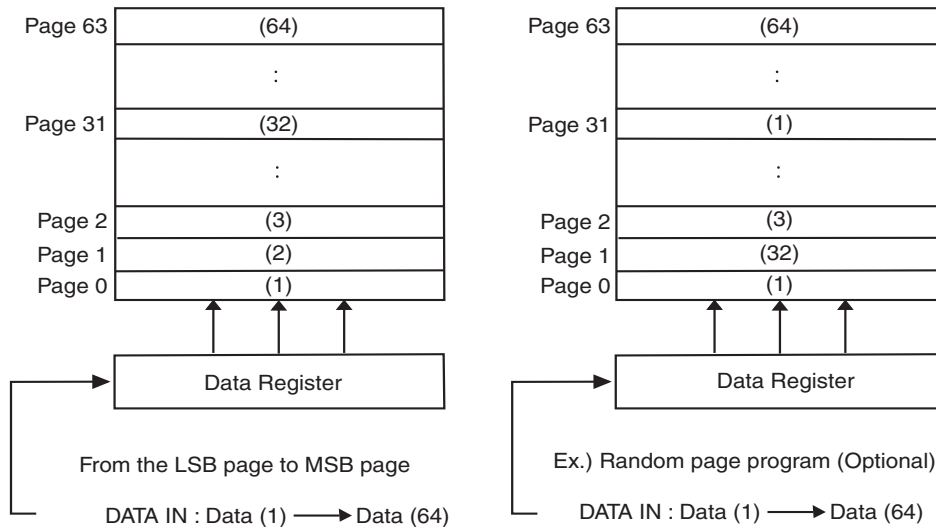 Page 63 (64)
:
Page 31 (32)
:
Page 2 (3)
Page 1 (2)
Page 0 (1)
Data Register
From the LSB page to MSB page
DATA IN : Data (1) Data (64)
Page 63 (64)
:
Page 31 (1)
:
Page 2 (3)
Page 1 (32)
Page 0 (1)
Data Register
Ex.) Random page program (Optional)
DATA IN : Data (1) Data (64)